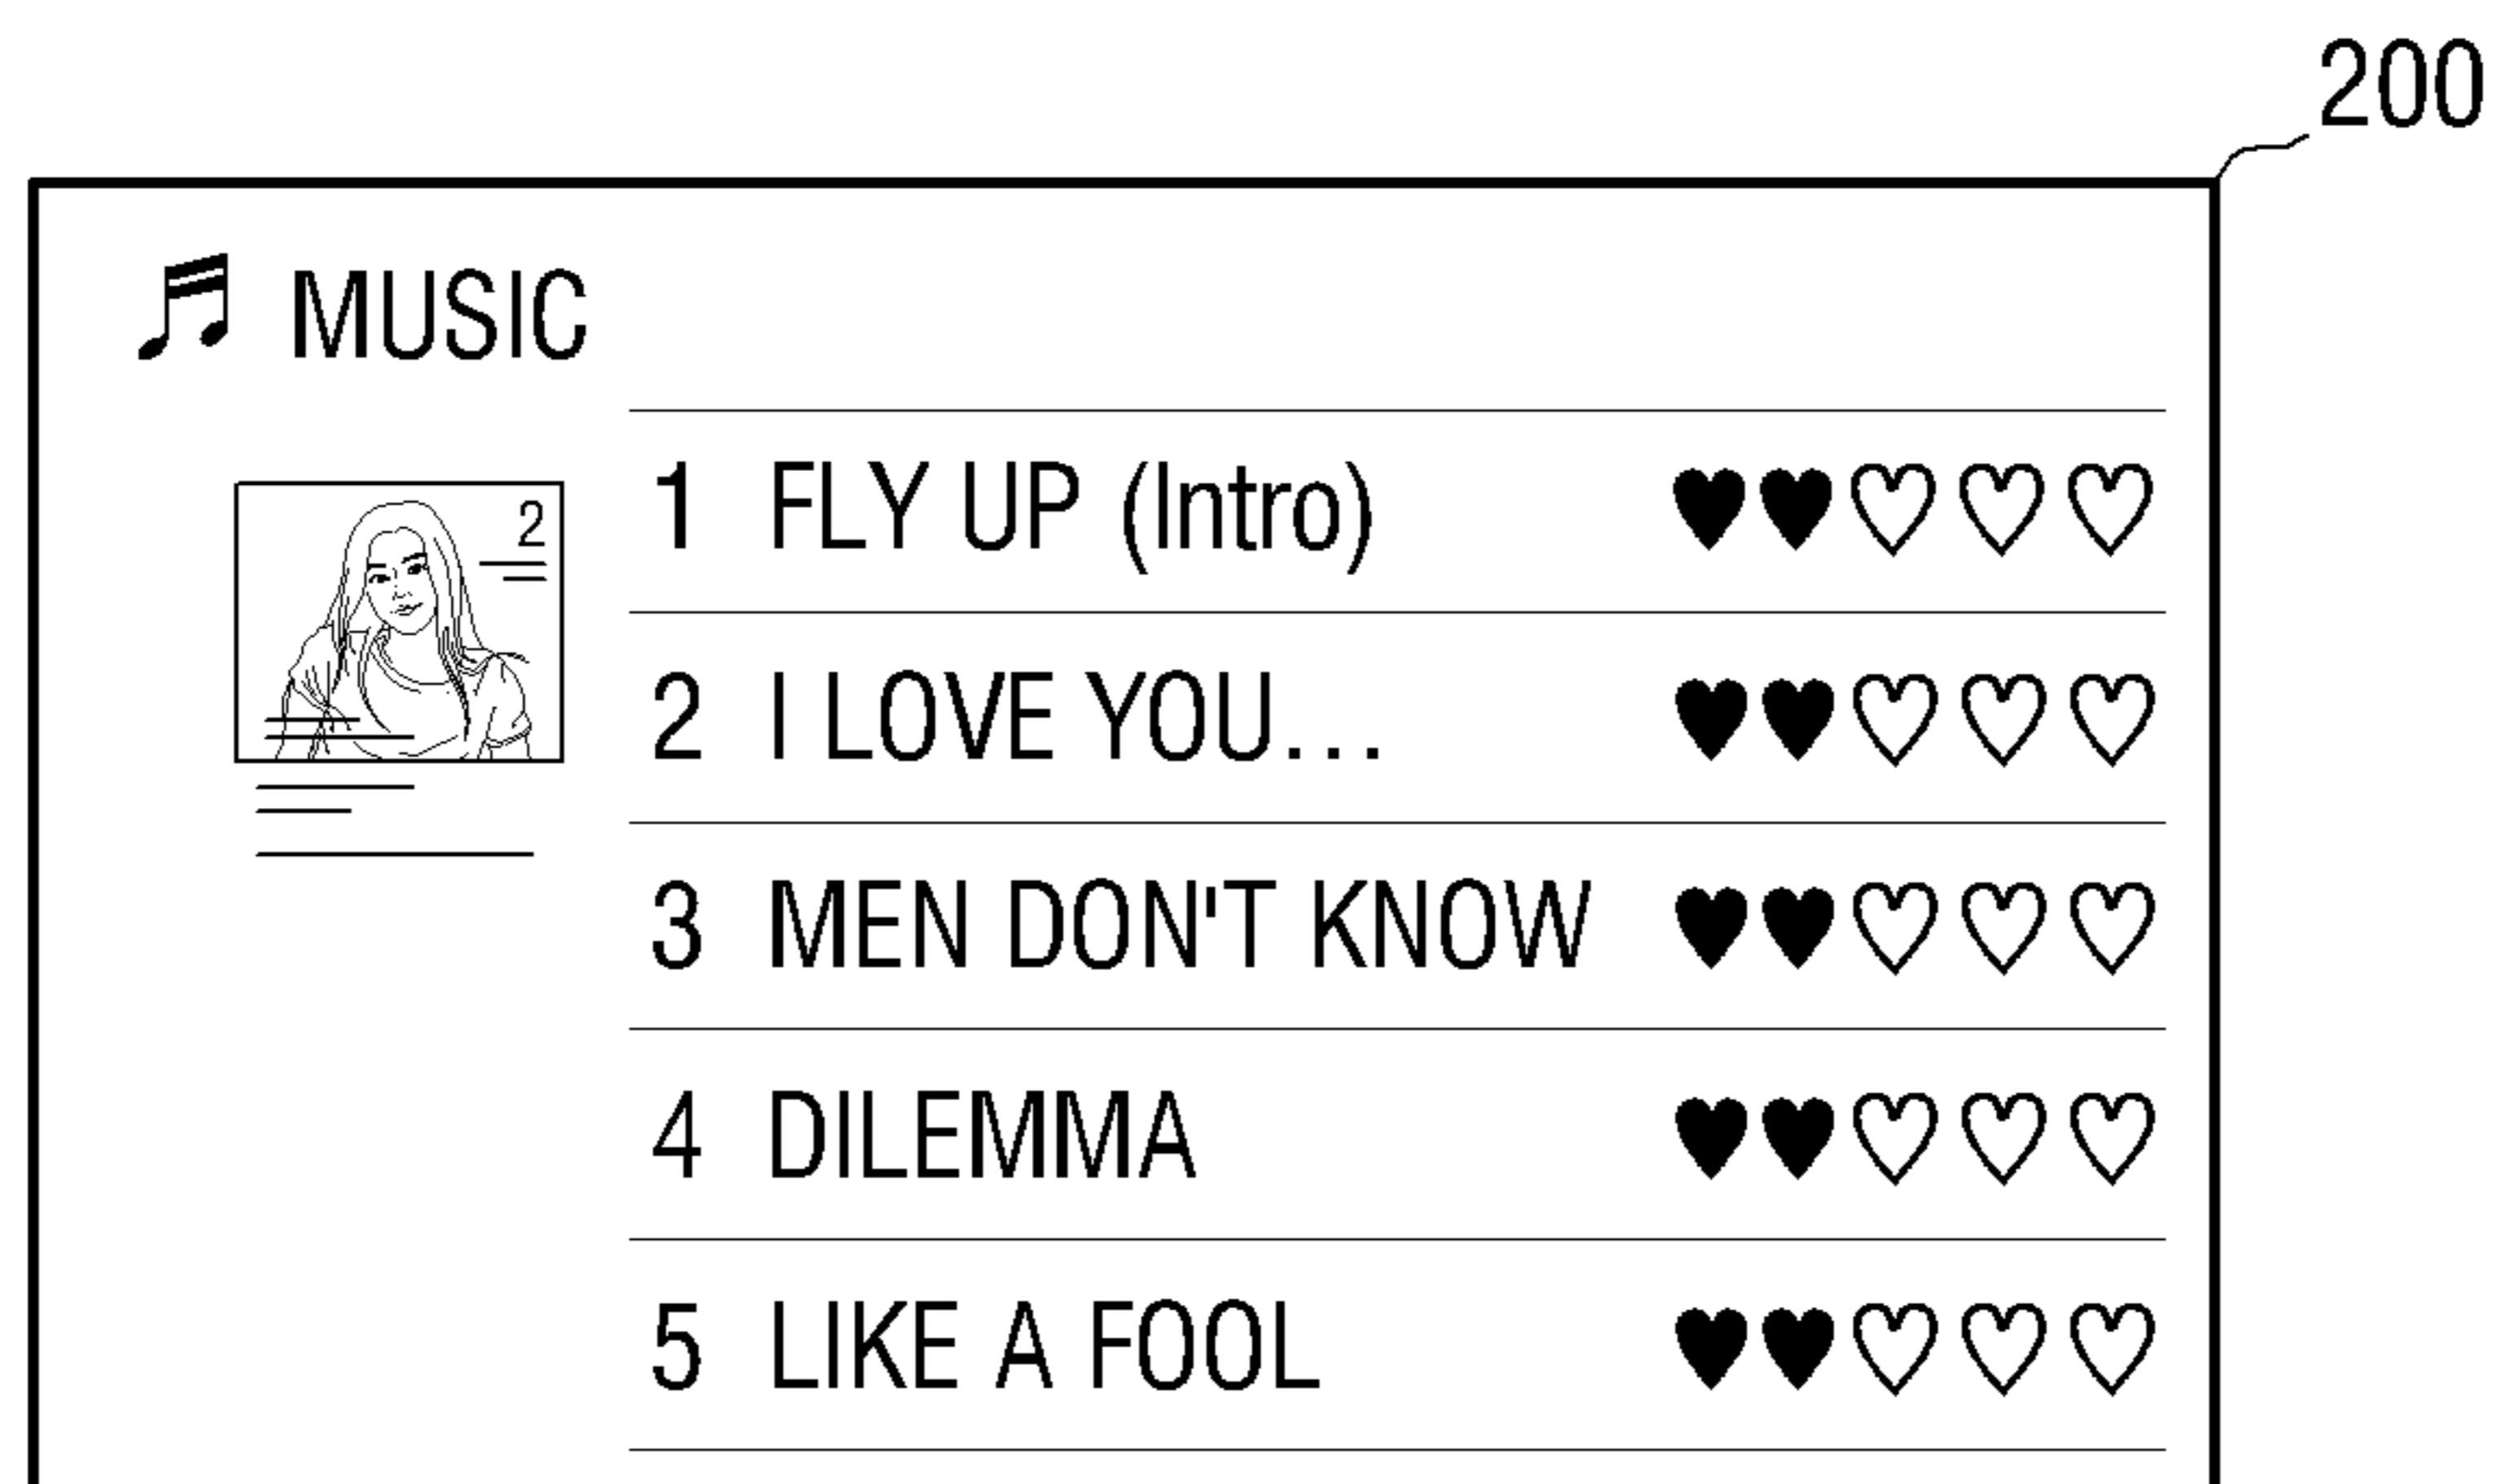 200
MUSIC
2
1 FLY UP (Intro)
2 I LOVE YOU...
3 MEN DON'T KNOW
4 DILEMMA
5 LIKE A FOOL